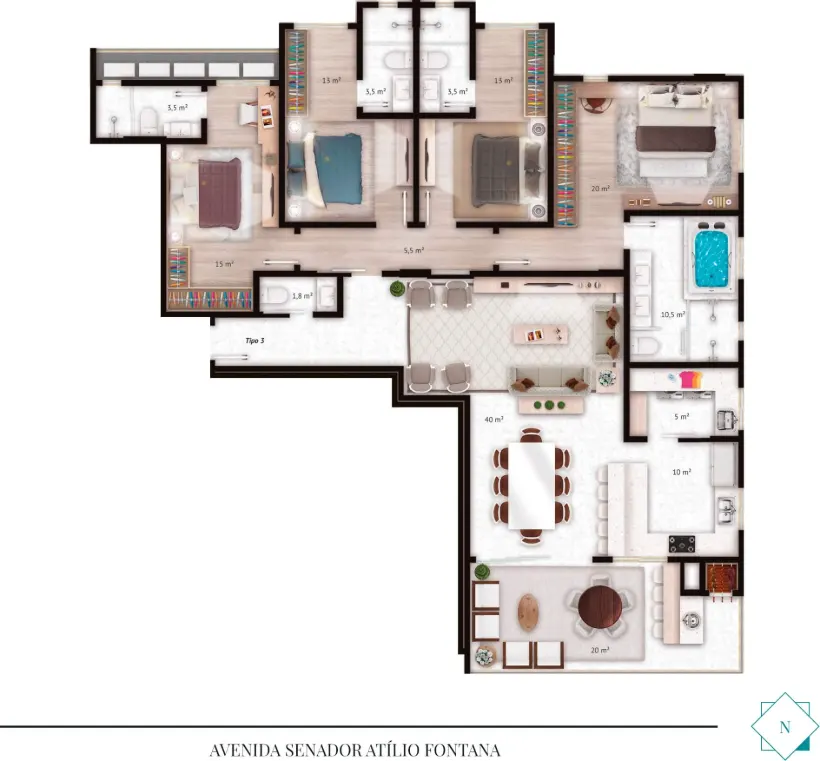 13 m²
13 m²
3,5 m²
3,5 m²
3,5 m²
20 m²
5,5 m²
15 m²
1,8 m²
10,5 m²
Tipo 3
40 m²
5 m²
10 m²
20 m²
N
AVENIDA SENADOR ATÍLIO FONTANA